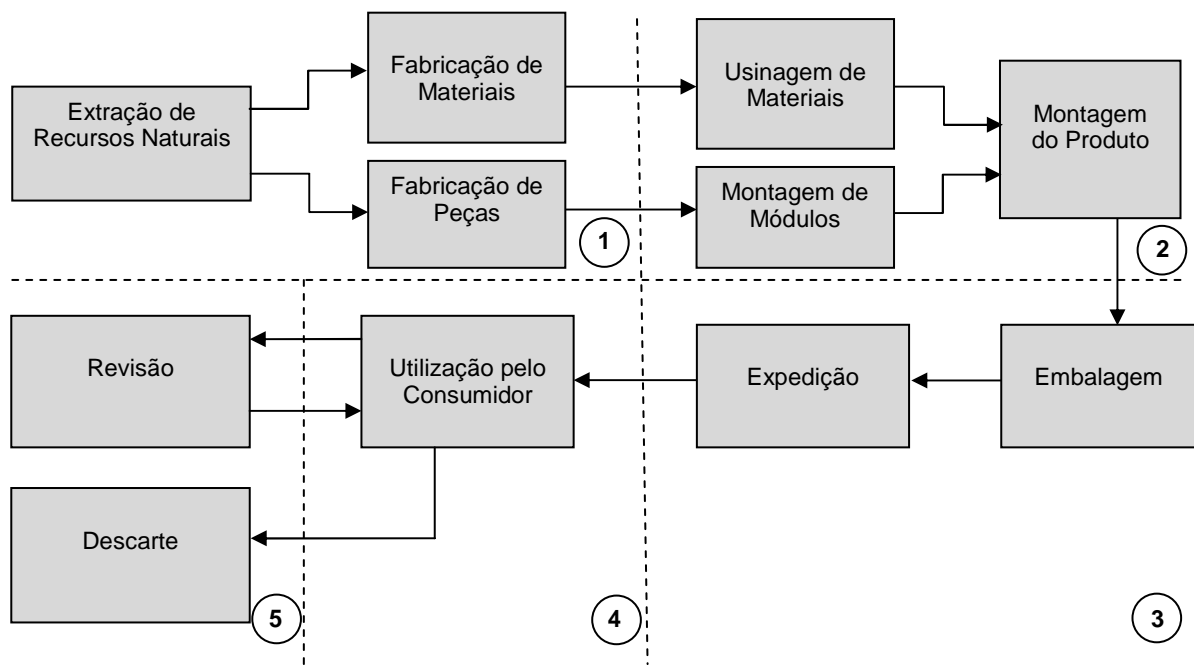 Extração de
Recursos Naturais
Fabricação de
Materiais
Fabricação de
Peças
1
Usinagem de
Materiais
Montagem de
Módulos
Montagem
do Produto
2
Revisão
Utilização pelo
Consumidor
Expedição
Embalagem
Descarte
5
4
3